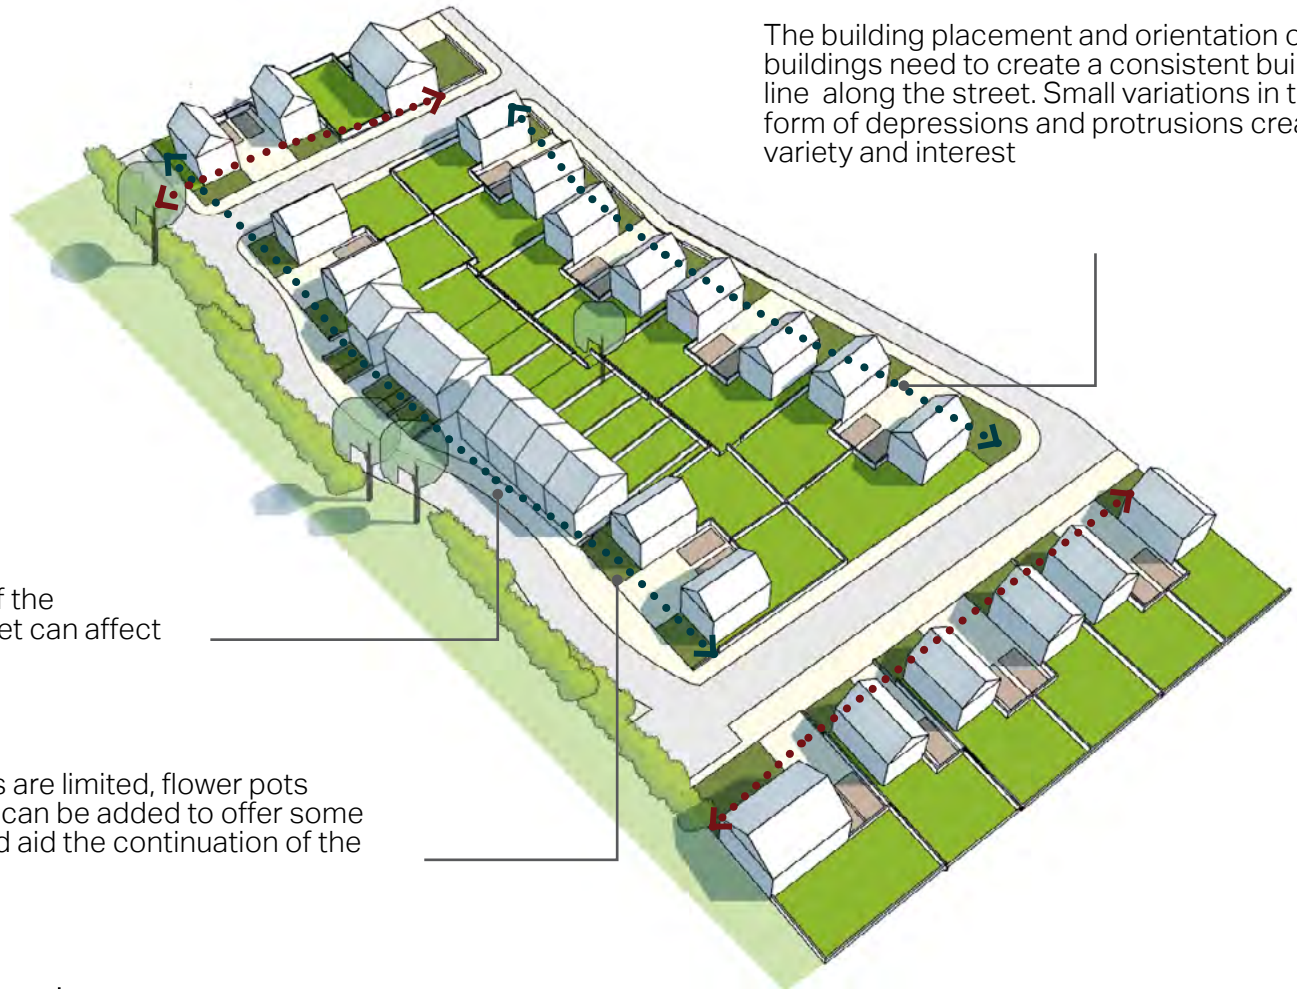 The building placement and orientation o
buildings need to create a consistent bui
line along the street. Small variations in t
form of depressions and protrusions crea
variety and interest
f the
et can affect
s are limited, flower pots
can be added to offer some
d aid the continuation of the